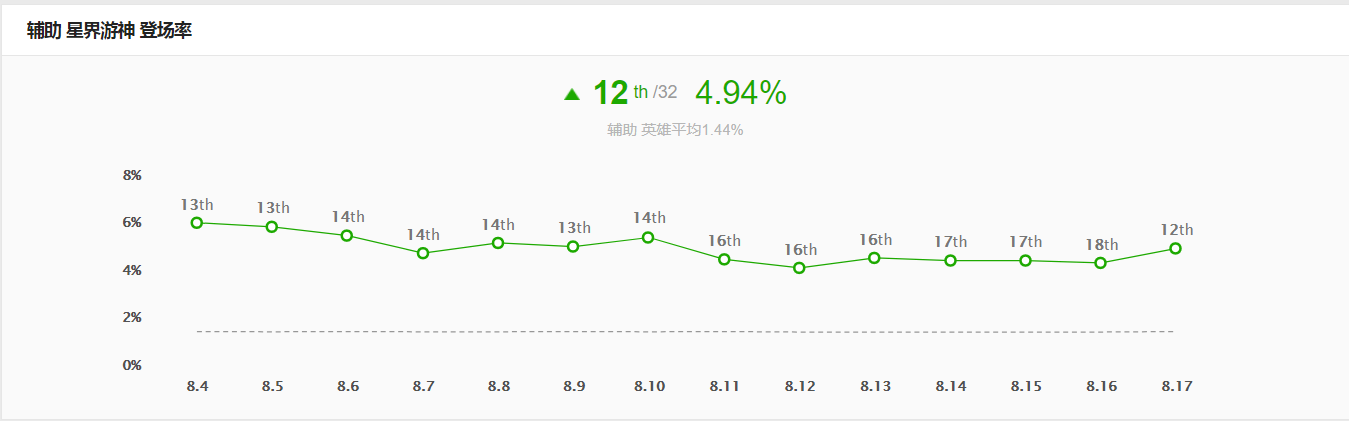 辅助 星界游神 登场率
▲ 12 th /32 4.94%
辅助 英雄平均1.44%
8%
6%
4%
2%
0%
13th 13th 14th 14th 14th 13th 14th 16th 16th 16th 17th 17th 18th 12th
8.4 8.5 8.6 8.7 8.8 8.9 8.10 8.11 8.12 8.13 8.14 8.15 8.16 8.17